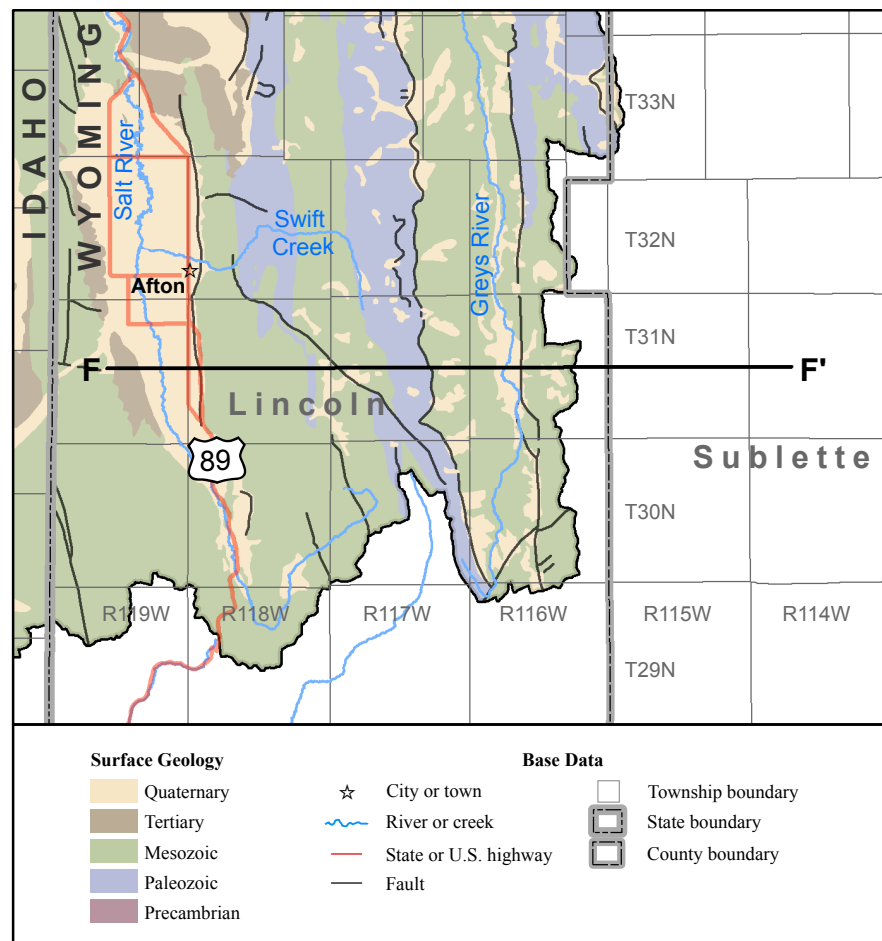 IDAHO
WYOMING
Salt River
Swift
Creek
Greys River
Afton
T33N
T32N
T31N
F
F'
Lincoln
89
Sublette
T30N
R119W
R118W
R117W
R116W
R115W
R114W
T29N
Surface Geology
Quaternary
Tertiary
Mesozoic
Paleozoic
Precambrian
Base Data
City or town
River or creek
State or U.S. highway
Fault
Township boundary
State boundary
County boundary